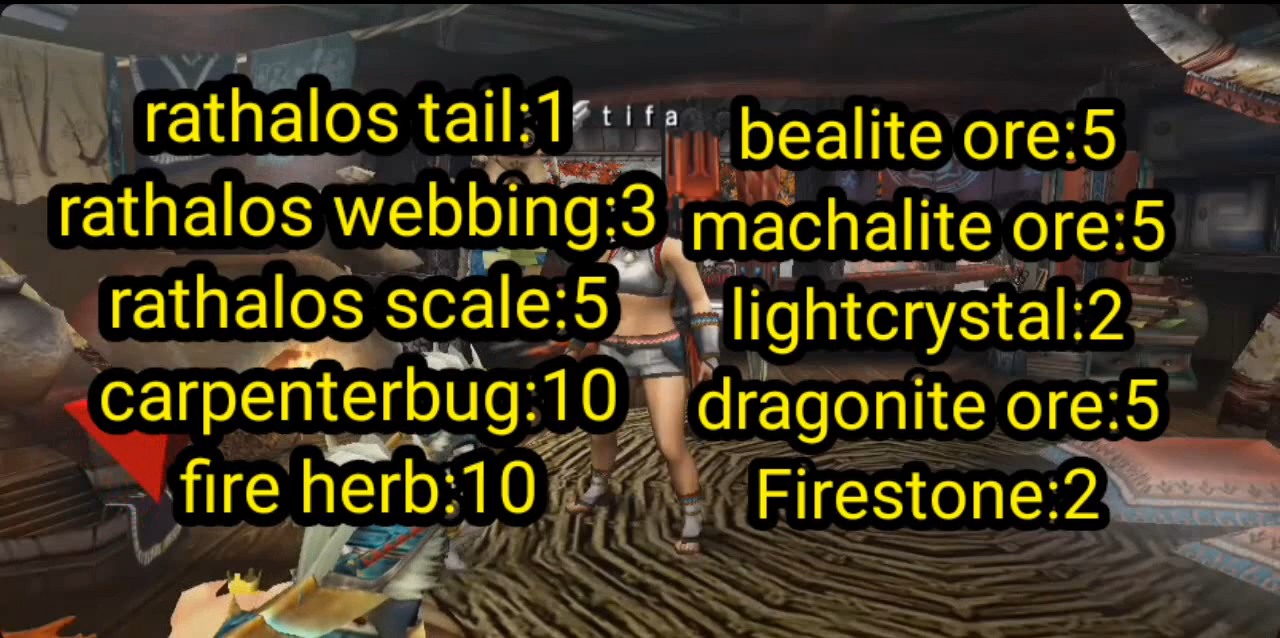 rathalos tail:1
rathalos webbing:3
rathalos scale:5
carpenterbug:10
fire herb:10
tifa
bealite ore:5
machalite ore:5
lightcrystal:2
dragonite ore:5
Firestone:2